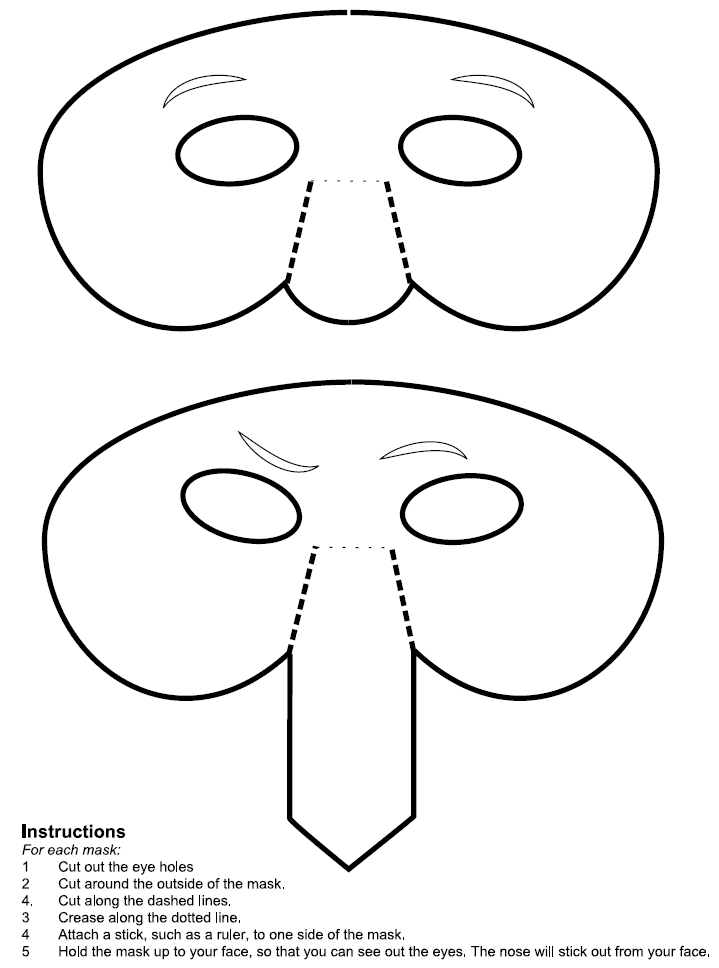 Instructions
For each mask:
1 Cut out the eye holes
2 Cut around the outside of the mask.
4. Cut along the dashed lines.
3 Crease along the dotted line.
4 Attach a stick, such as a ruler, to one side of the mask.
5 Hold the mask up to your face, so that you can see out the eyes. The nose will stick out from your face.